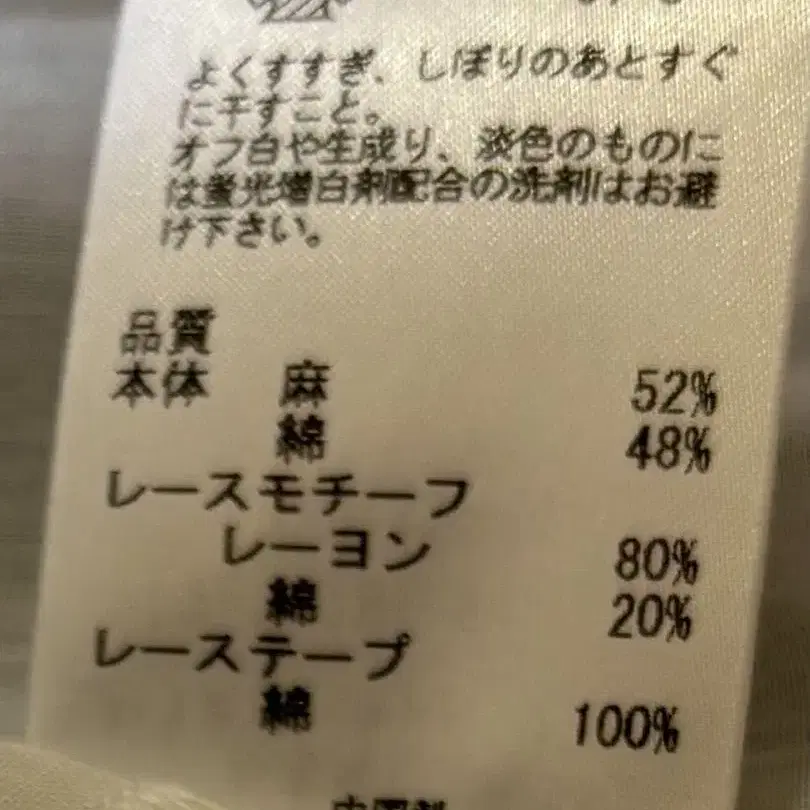 よくすすぎ、しぼりのあとすぐ
に干すこと。
オフ白や生成り、淡色のものに
は蛍光増白剤配合の洗剤はお避
け下さい。
品質
本体 麻 52%
綿 48%
レースモチーフ
レーヨン 80%
綿 20%
レーステープ
綿 100%